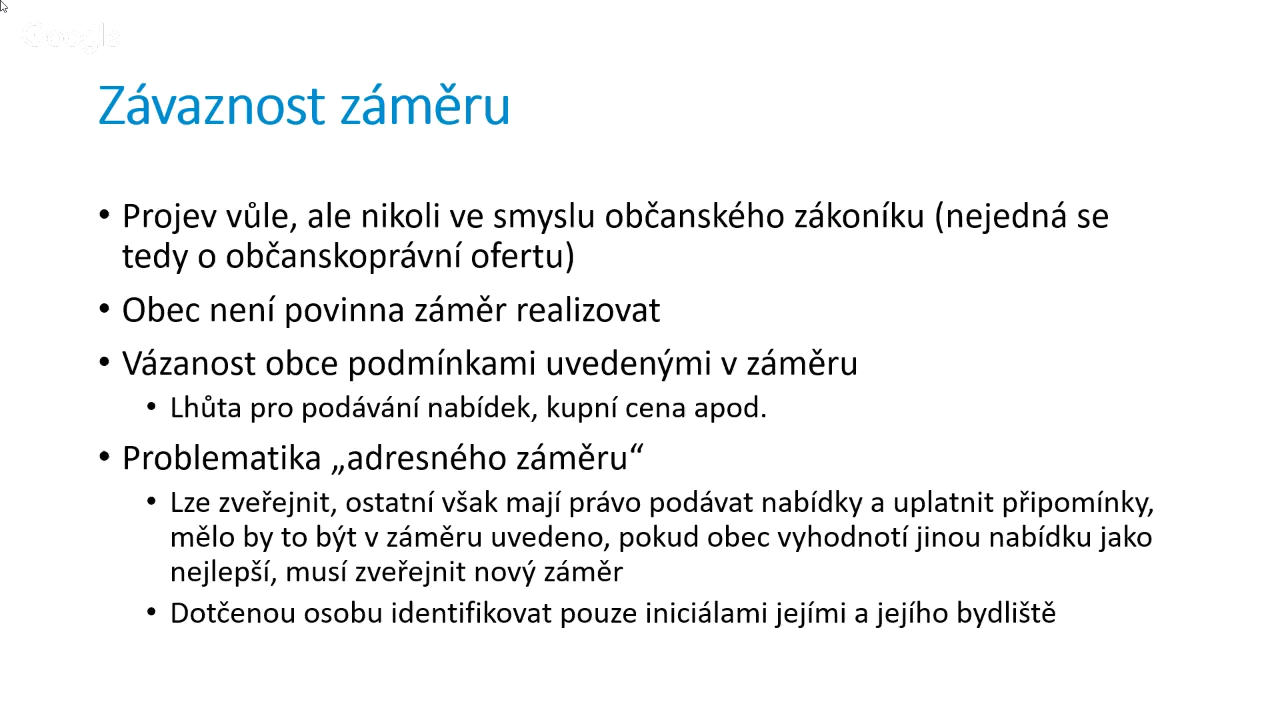 Google
Závaznost záměru
• Projev vůle, ale nikoli ve smyslu občanského zákoníku (nejedná se
tedy o občanskoprávní ofertu)
• Obec není povinna záměr realizovat
• Vázanost obce podmínkami uvedenými v záměru
• Lhůta pro podávání nabídek, kupní cena apod.
• Problematika „adresného záměru“
• Lze zveřejnit, ostatní však mají právo podávat nabídky a uplatnit připomínky,
mělo by to být v záměru uvedeno, pokud obec vyhodnotí jinou nabídku jako
nejlepší, musí zveřejnit nový záměr
• Dotčenou osobu identifikovat pouze iniciálami jejími a jejího bydliště